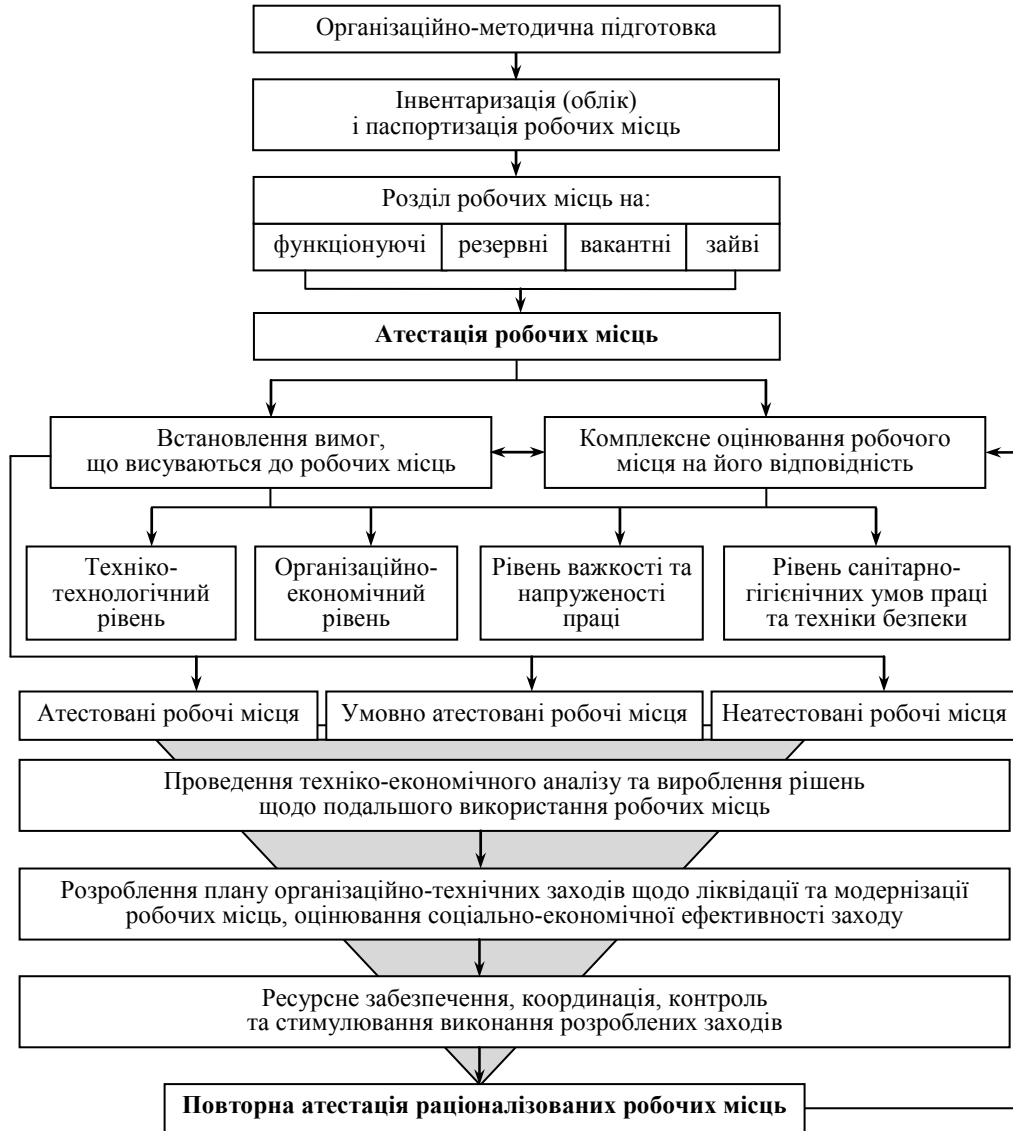 Організаційно-методична підготовка
Інвентаризація (облік)
і паспортизація робочих місць
Розділ робочих місць на:
функціонуючі резервні вакантні зайві
Атестація робочих місць
Встановлення вимог,
що висуваються до робочих місць
Комплексне оцінювання робочого
місця на його відповідність
Техніко-
технологічний
рівень
Організаційно-
економічний
рівень
Рівень важкості та
напруженості
праці
Рівень санітарно-
гігієнічних умов праці
та техніки безпеки
Атестовані робочі місця
Умовно атестовані робочі місця
Неатестовані робочі місця
Проведення техніко-економічного аналізу та вироблення рішень
щодо подальшого використання робочих місць
Розроблення плану організаційно-технічних заходів щодо ліквідації та модернізації
робочих місць, оцінювання соціально-економічної ефективності заходу
Ресурсне забезпечення, координація, контроль
та стимулювання виконання розроблених заходів
Повторна атестація раціоналізованих робочих місць